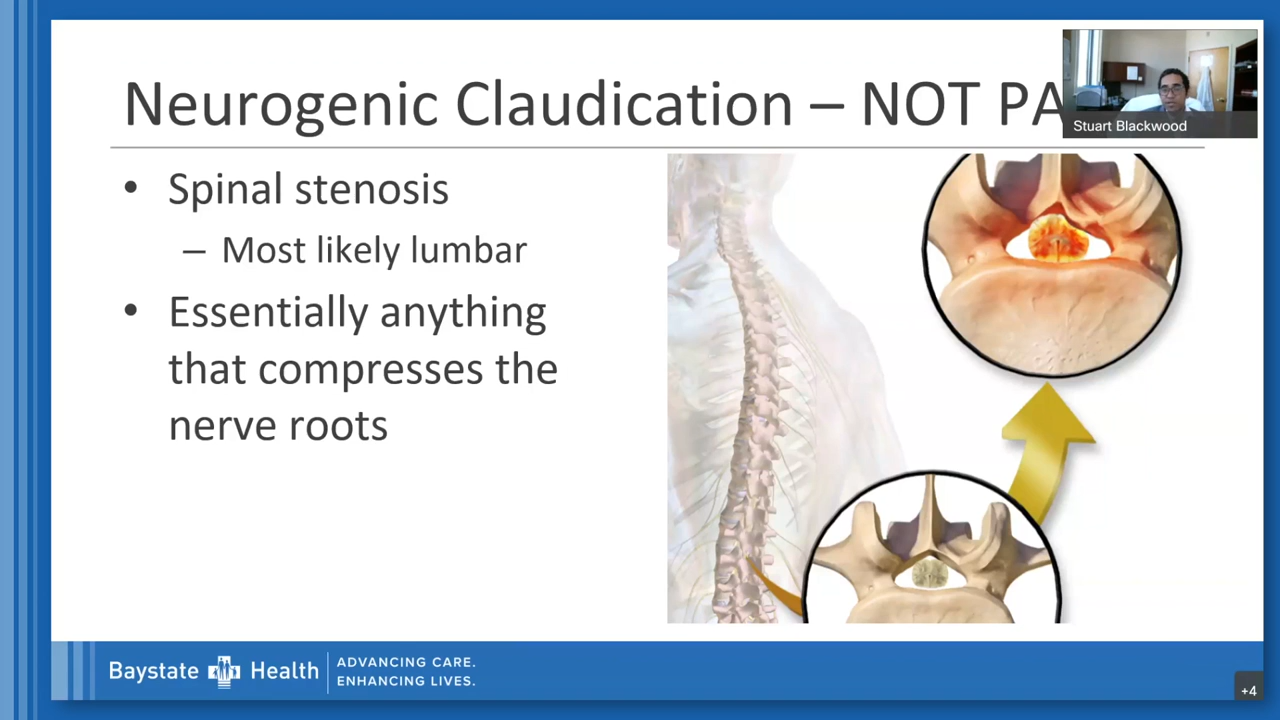 Neurogenic Claudication – NOT PA
Stuart Blackwood
• Spinal stenosis
– Most likely lumbar
• Essentially anything
that compresses the
nerve roots
Baystate Health
ADVANCING CARE.
ENHANCING LIVES.
+4